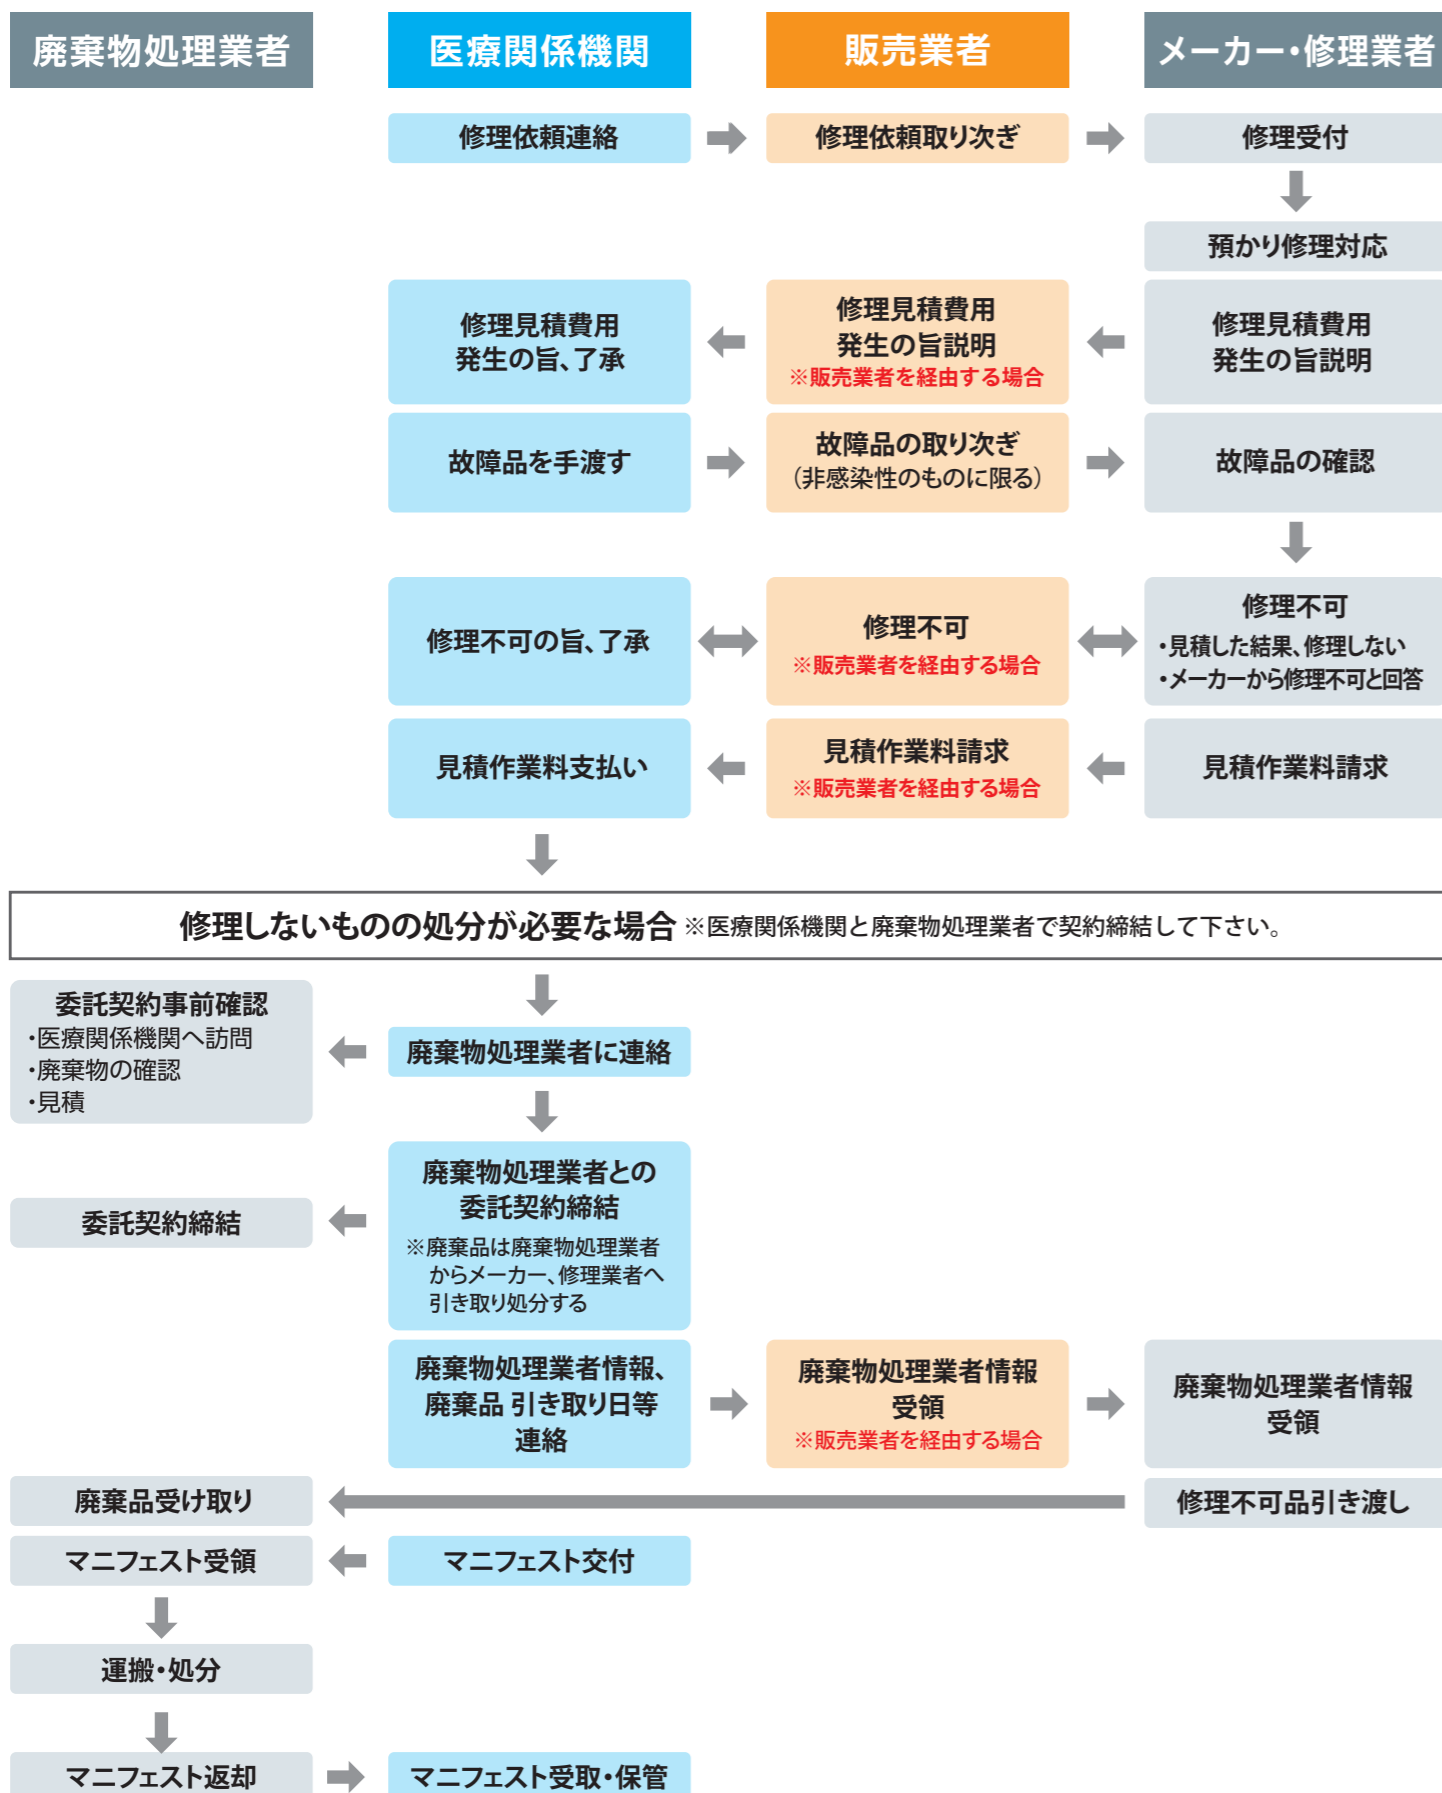 廃棄物処理業者
医療関係機関
販売業者
メーカー・修理業者
修理依頼連絡
修理依頼取り次ぎ
修理受付
預かり修理対応
修理見積費用
発生の旨、了承
修理見積費用
発生の旨説明
※販売業者を経由する場合
修理見積費用
発生の旨説明
故障品を手渡す
故障品の取り次ぎ
(非感染性のものに限る)
故障品の確認
修理不可の旨、了承
修理不可
※販売業者を経由する場合
修理不可
・見積した結果、修理しない
・メーカーから修理不可と回答
見積作業料支払い
見積作業料請求
※販売業者を経由する場合
見積作業料請求
修理しないものの処分が必要な場合 ※医療関係機関と廃棄物処理業者で契約締結して下さい。
委託契約事前確認
・医療関係機関へ訪問
・廃棄物の確認
・見積
廃棄物処理業者に連絡
委託契約締結
廃棄物処理業者との
委託契約締結
※廃棄品は廃棄物処理業者
からメーカー、修理業者へ
引き取り処分する
廃棄物処理業者情報、
廃棄品 引き取り日等
連絡
廃棄物処理業者情報
受領
※販売業者を経由する場合
廃棄物処理業者情報
受領
廃棄品受け取り
修理不可品引き渡し
マニフェスト受領
マニフェスト交付
運搬・処分
マニフェスト返却
マニフェスト受取・保管